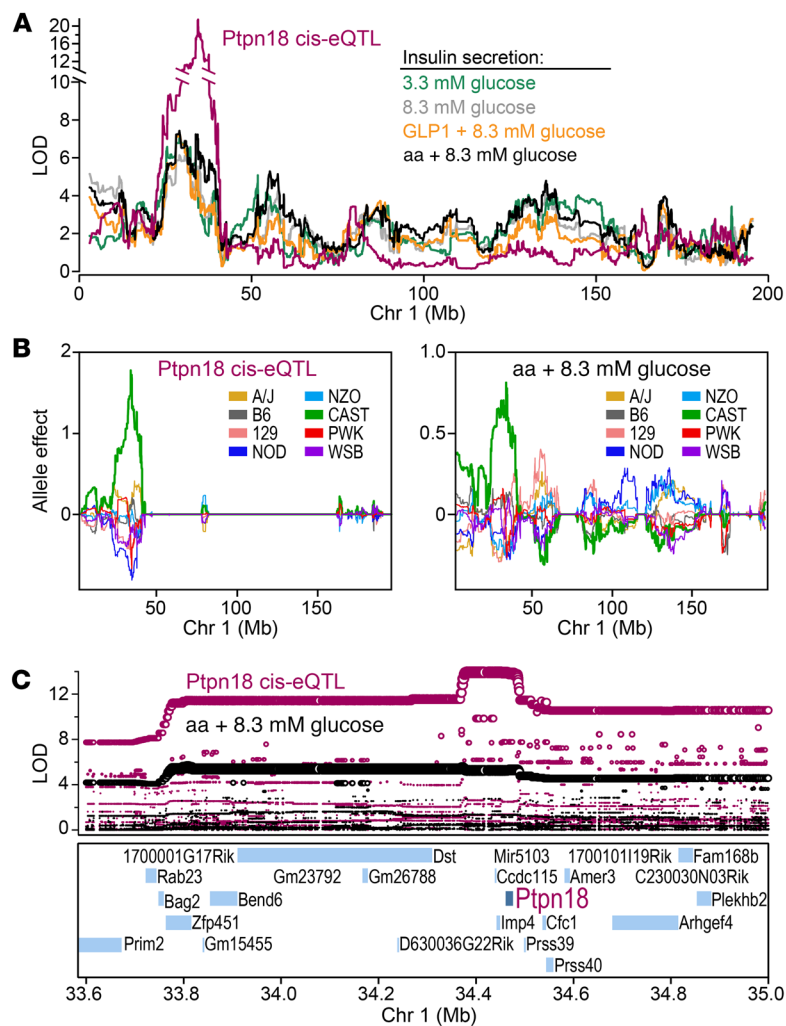 A
Ptpn18 cis-eQTL
Insulin secretion:
3.3 mM glucose
8.3 mM glucose
GLP1 + 8.3 mM glucose
aa + 8.3 mM glucose
20
16
12
10
8
6
4
2
0
LOD
0 50 100 150 200
Chr 1 (Mb)
B
Ptpn18 cis-eQTL
A/J NZO
B6 CAST
129 PWK
NOD WSB
2
1
0
Allele effect
50 100 150
Chr 1 (Mb)
aa + 8.3 mM glucose
A/J NZO
B6 CAST
129 PWK
NOD WSB
1.0
0.5
0
50 100 150
Chr 1 (Mb)
C
Ptpn18 cis-eQTL
aa + 8.3 mM glucose
12
8
4
0
LOD
1700001G17Rik Dst Mir5103 1700101I19Rik Fam168b
Rab23 Gm23792 Gm26788 Ccdc115 Amer3 C230030N03Rik
Bag2 Bend6 Ptpn18 Plekhb2
Zfp451 Imp4 Cfc1 Arhgef4
Prim2 Gm15455 D630036G22Rik Prss39
Prss40
33.6 33.8 34.0 34.2 34.4 34.6 34.8 35.0
Chr 1 (Mb)